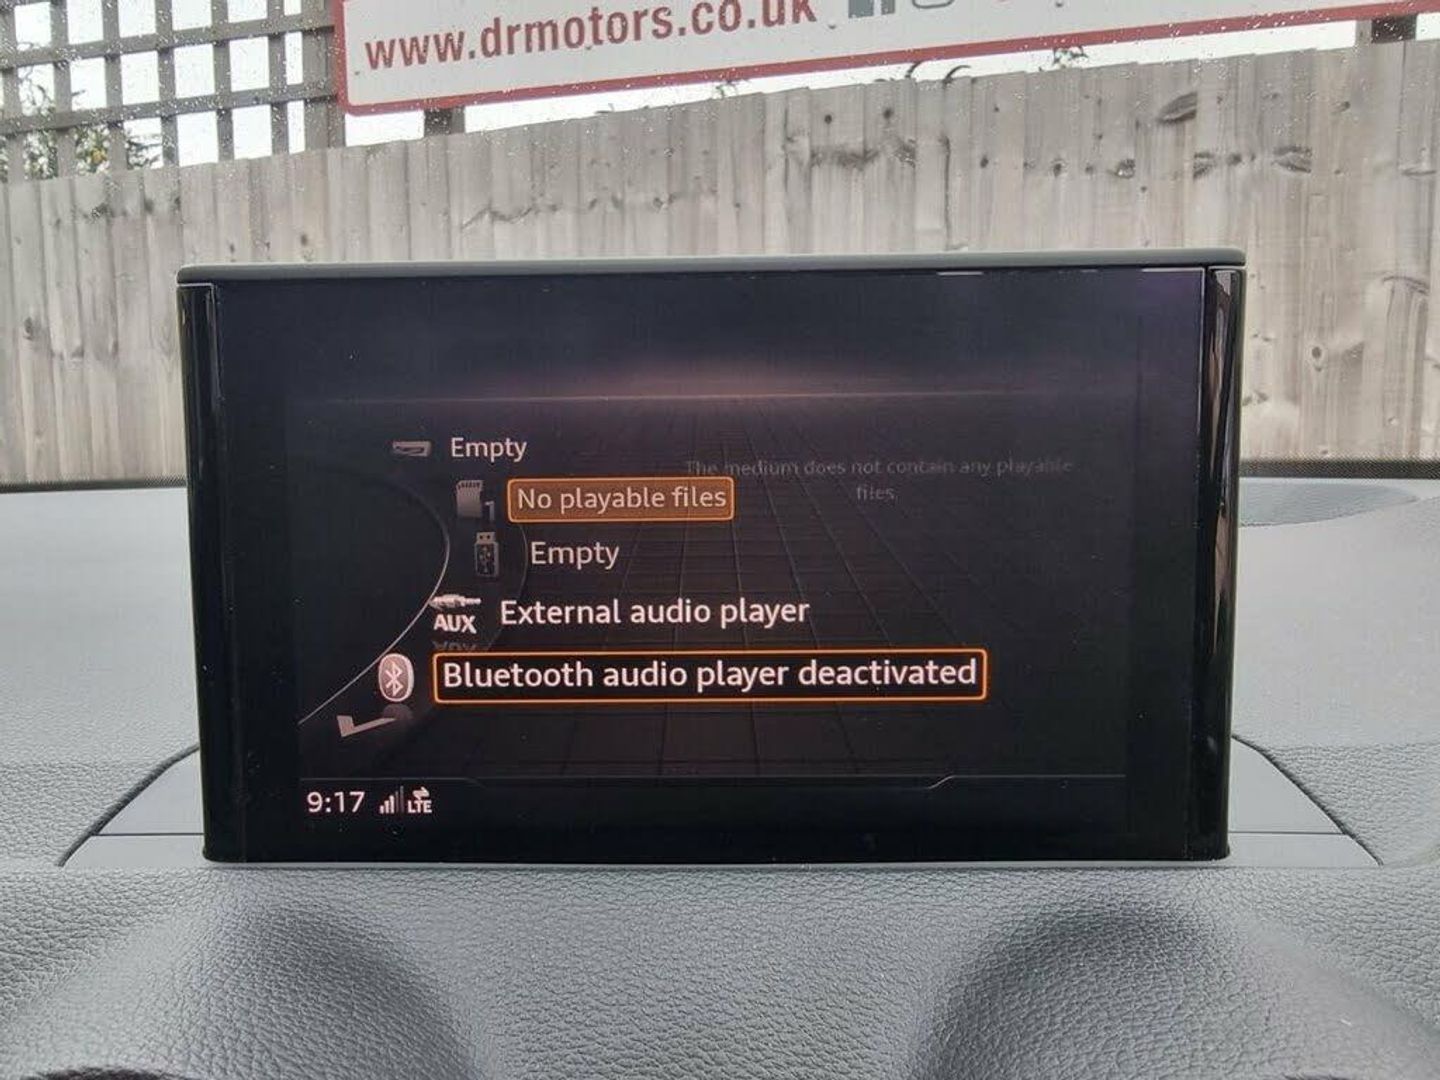 www.drmotors.co.uk
Empty
The medium does not contain any playable
files.
1
No playable files
Empty
AUX
External audio player
Bluetooth audio player deactivated
9:17
LTE